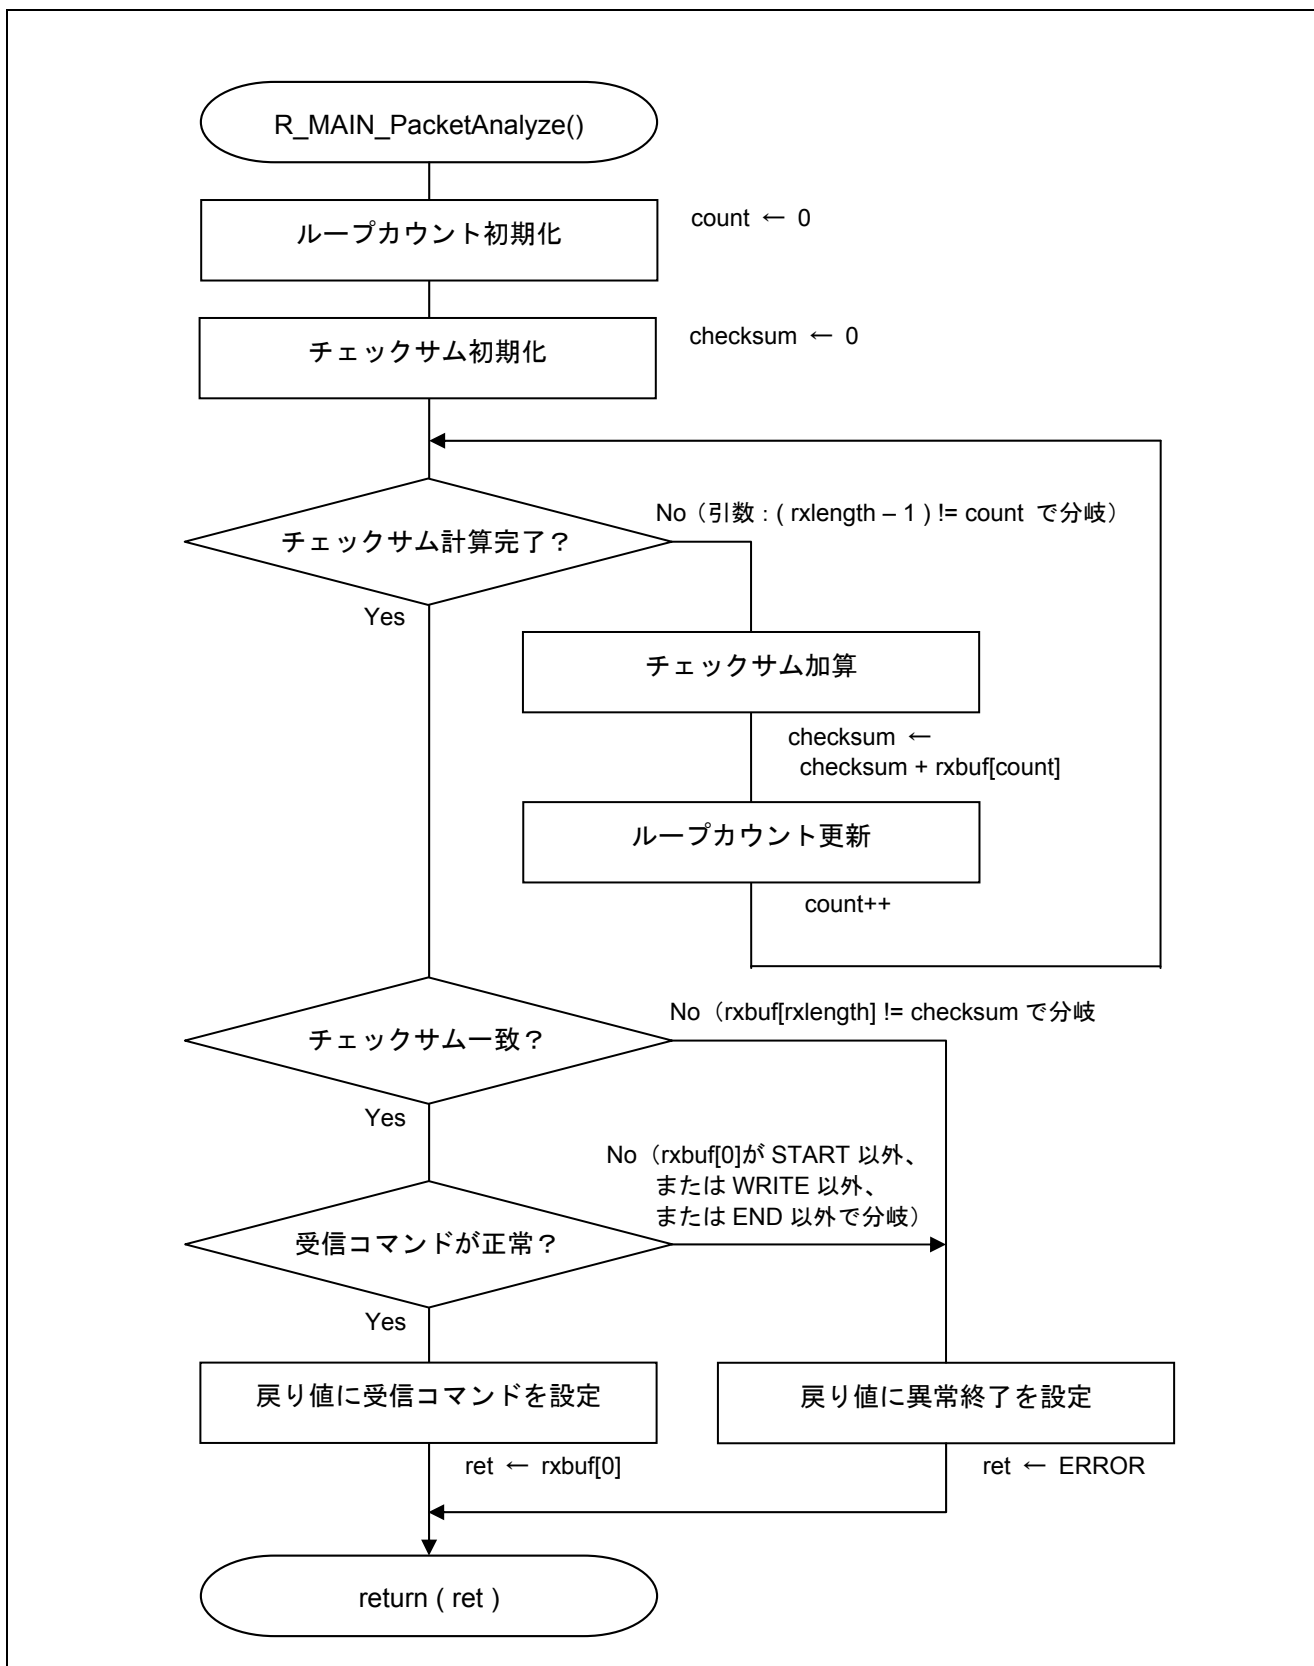 R_MAIN_PacketAnalyze()
ループカウント初期化
count ← 0
チェックサム初期化
checksum ← 0
No（引数：( rxlength – 1 ) != count で分岐）
チェックサム計算完了？
Yes
チェックサム加算
checksum ←
checksum + rxbuf[count]
ループカウント更新
count++
No（rxbuf[rxlength] != checksum で分岐
チェックサム一致？
Yes
No（rxbuf[0]が START 以外、
または WRITE 以外、
または END 以外で分岐）
受信コマンドが正常？
Yes
戻り値に受信コマンドを設定
戻り値に異常終了を設定
ret ← rxbuf[0]
ret ← ERROR
return ( ret )